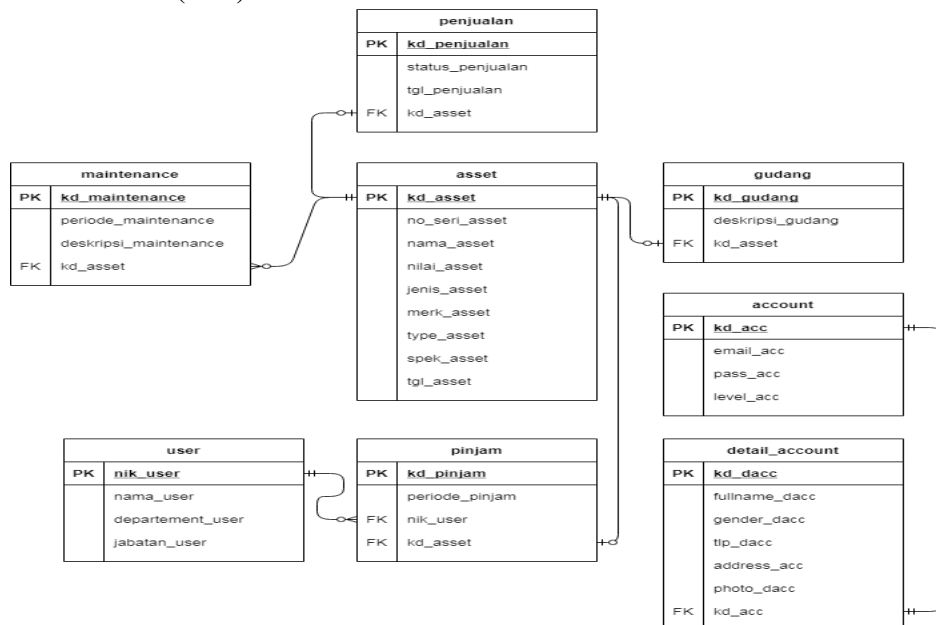 penjualan
PK kd_penjualan
status_penjualan
tgl_penjualan
FK kd_asset
maintenance
PK kd_maintenance
periode_maintenance
deskripsi_maintenance
FK kd_asset
asset
PK kd_asset
no_seri_asset
nama_asset
nilai_asset
jenis_asset
merk_asset
type_asset
spek_asset
tgl_asset
gudang
PK kd_gudang
deskripsi_gudang
FK kd_asset
account
PK kd_acc
email_acc
pass_acc
level_acc
user
PK nik_user
nama_user
departement_user
jabatan_user
pinjam
PK kd_pinjam
periode_pinjam
FK nik_user
FK kd_asset
detail_account
PK kd_dacc
fullname_dacc
gender_dacc
tlp_dacc
address_acc
photo_dacc
FK kd_acc